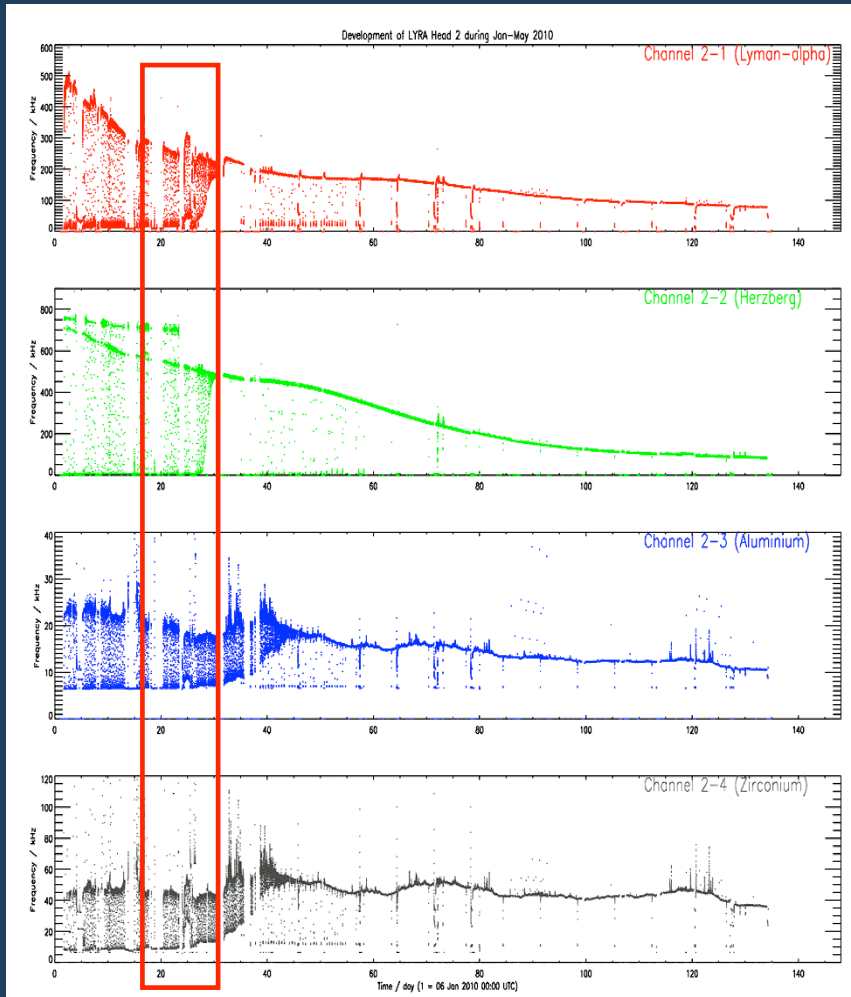 Development of LYRA Head 2 during Jan-May 2010
Channel 2-1 (Lyman-alpha)
Frequency / kHz
600
500
400
300
200
100
0
0 20 40 60 80 100 120 140
Channel 2-2 (Herzberg)
Frequency / kHz
800
600
400
200
0
0 20 40 60 80 100 120 140
Channel 2-3 (Aluminium)
Frequency / kHz
40
30
20
10
0
0 20 40 60 80 100 120 140
Channel 2-4 (Zirconium)
Frequency / kHz
120
100
80
60
40
20
0
0 20 40 60 80 100 120 140
Time / day (1 = 06 Jan 2010 00:00 UTC)